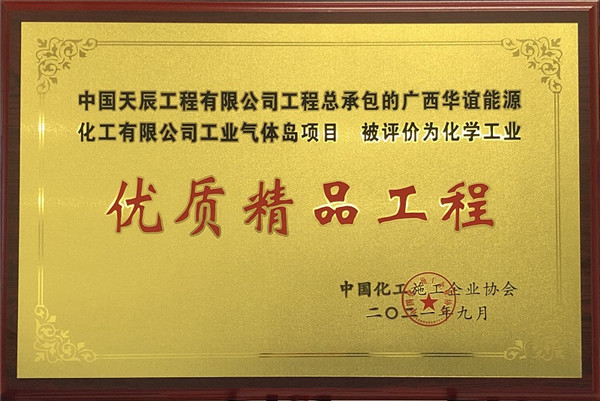 中国天辰工程有限公司工程总承包的广西华谊能源
化工有限公司工业气体岛项目 被评价为化学工业
优质精品工程
中国化工施工企业协会
二〇二一年九月